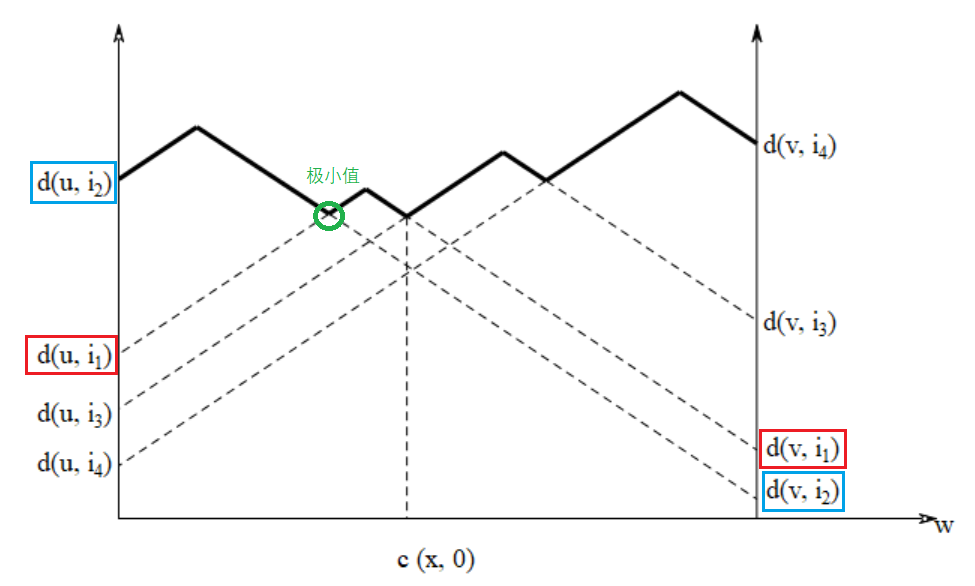 极小值
d(u, i₂)
d(v, i₄)
d(v, i₃)
d(u, i₁)
d(u, i₃)
d(v, i₁)
d(u, i₄)
d(v, i₂)
w
c (x, 0)